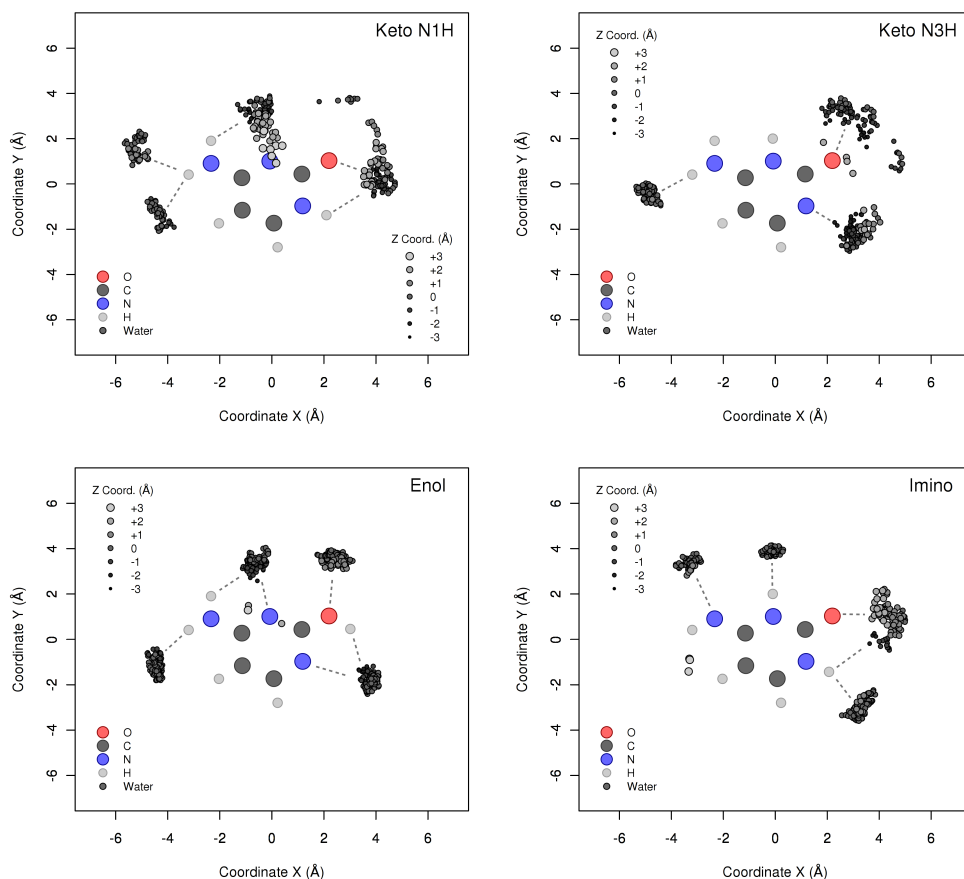 Keto N1H
6
4
2
0
-2
-4
-6
Coordinate Y (Å)
Z Coord. (Å)
+3
+2
+1
0
-1
-2
-3
O
C
N
H
Water
-6 -4 -2 0 2 4 6
Coordinate X (Å)
Keto N3H
6
4
2
0
-2
-4
-6
Coordinate Y (Å)
Z Coord. (Å)
+3
+2
+1
0
-1
-2
-3
O
C
N
H
Water
-6 -4 -2 0 2 4 6
Coordinate X (Å)
Enol
6
4
2
0
-2
-4
-6
Coordinate Y (Å)
Z Coord. (Å)
+3
+2
+1
0
-1
-2
-3
O
C
N
H
Water
-6 -4 -2 0 2 4 6
Coordinate X (Å)
Imino
6
4
2
0
-2
-4
-6
Coordinate Y (Å)
Z Coord. (Å)
+3
+2
+1
0
-1
-2
-3
O
C
N
H
Water
-6 -4 -2 0 2 4 6
Coordinate X (Å)